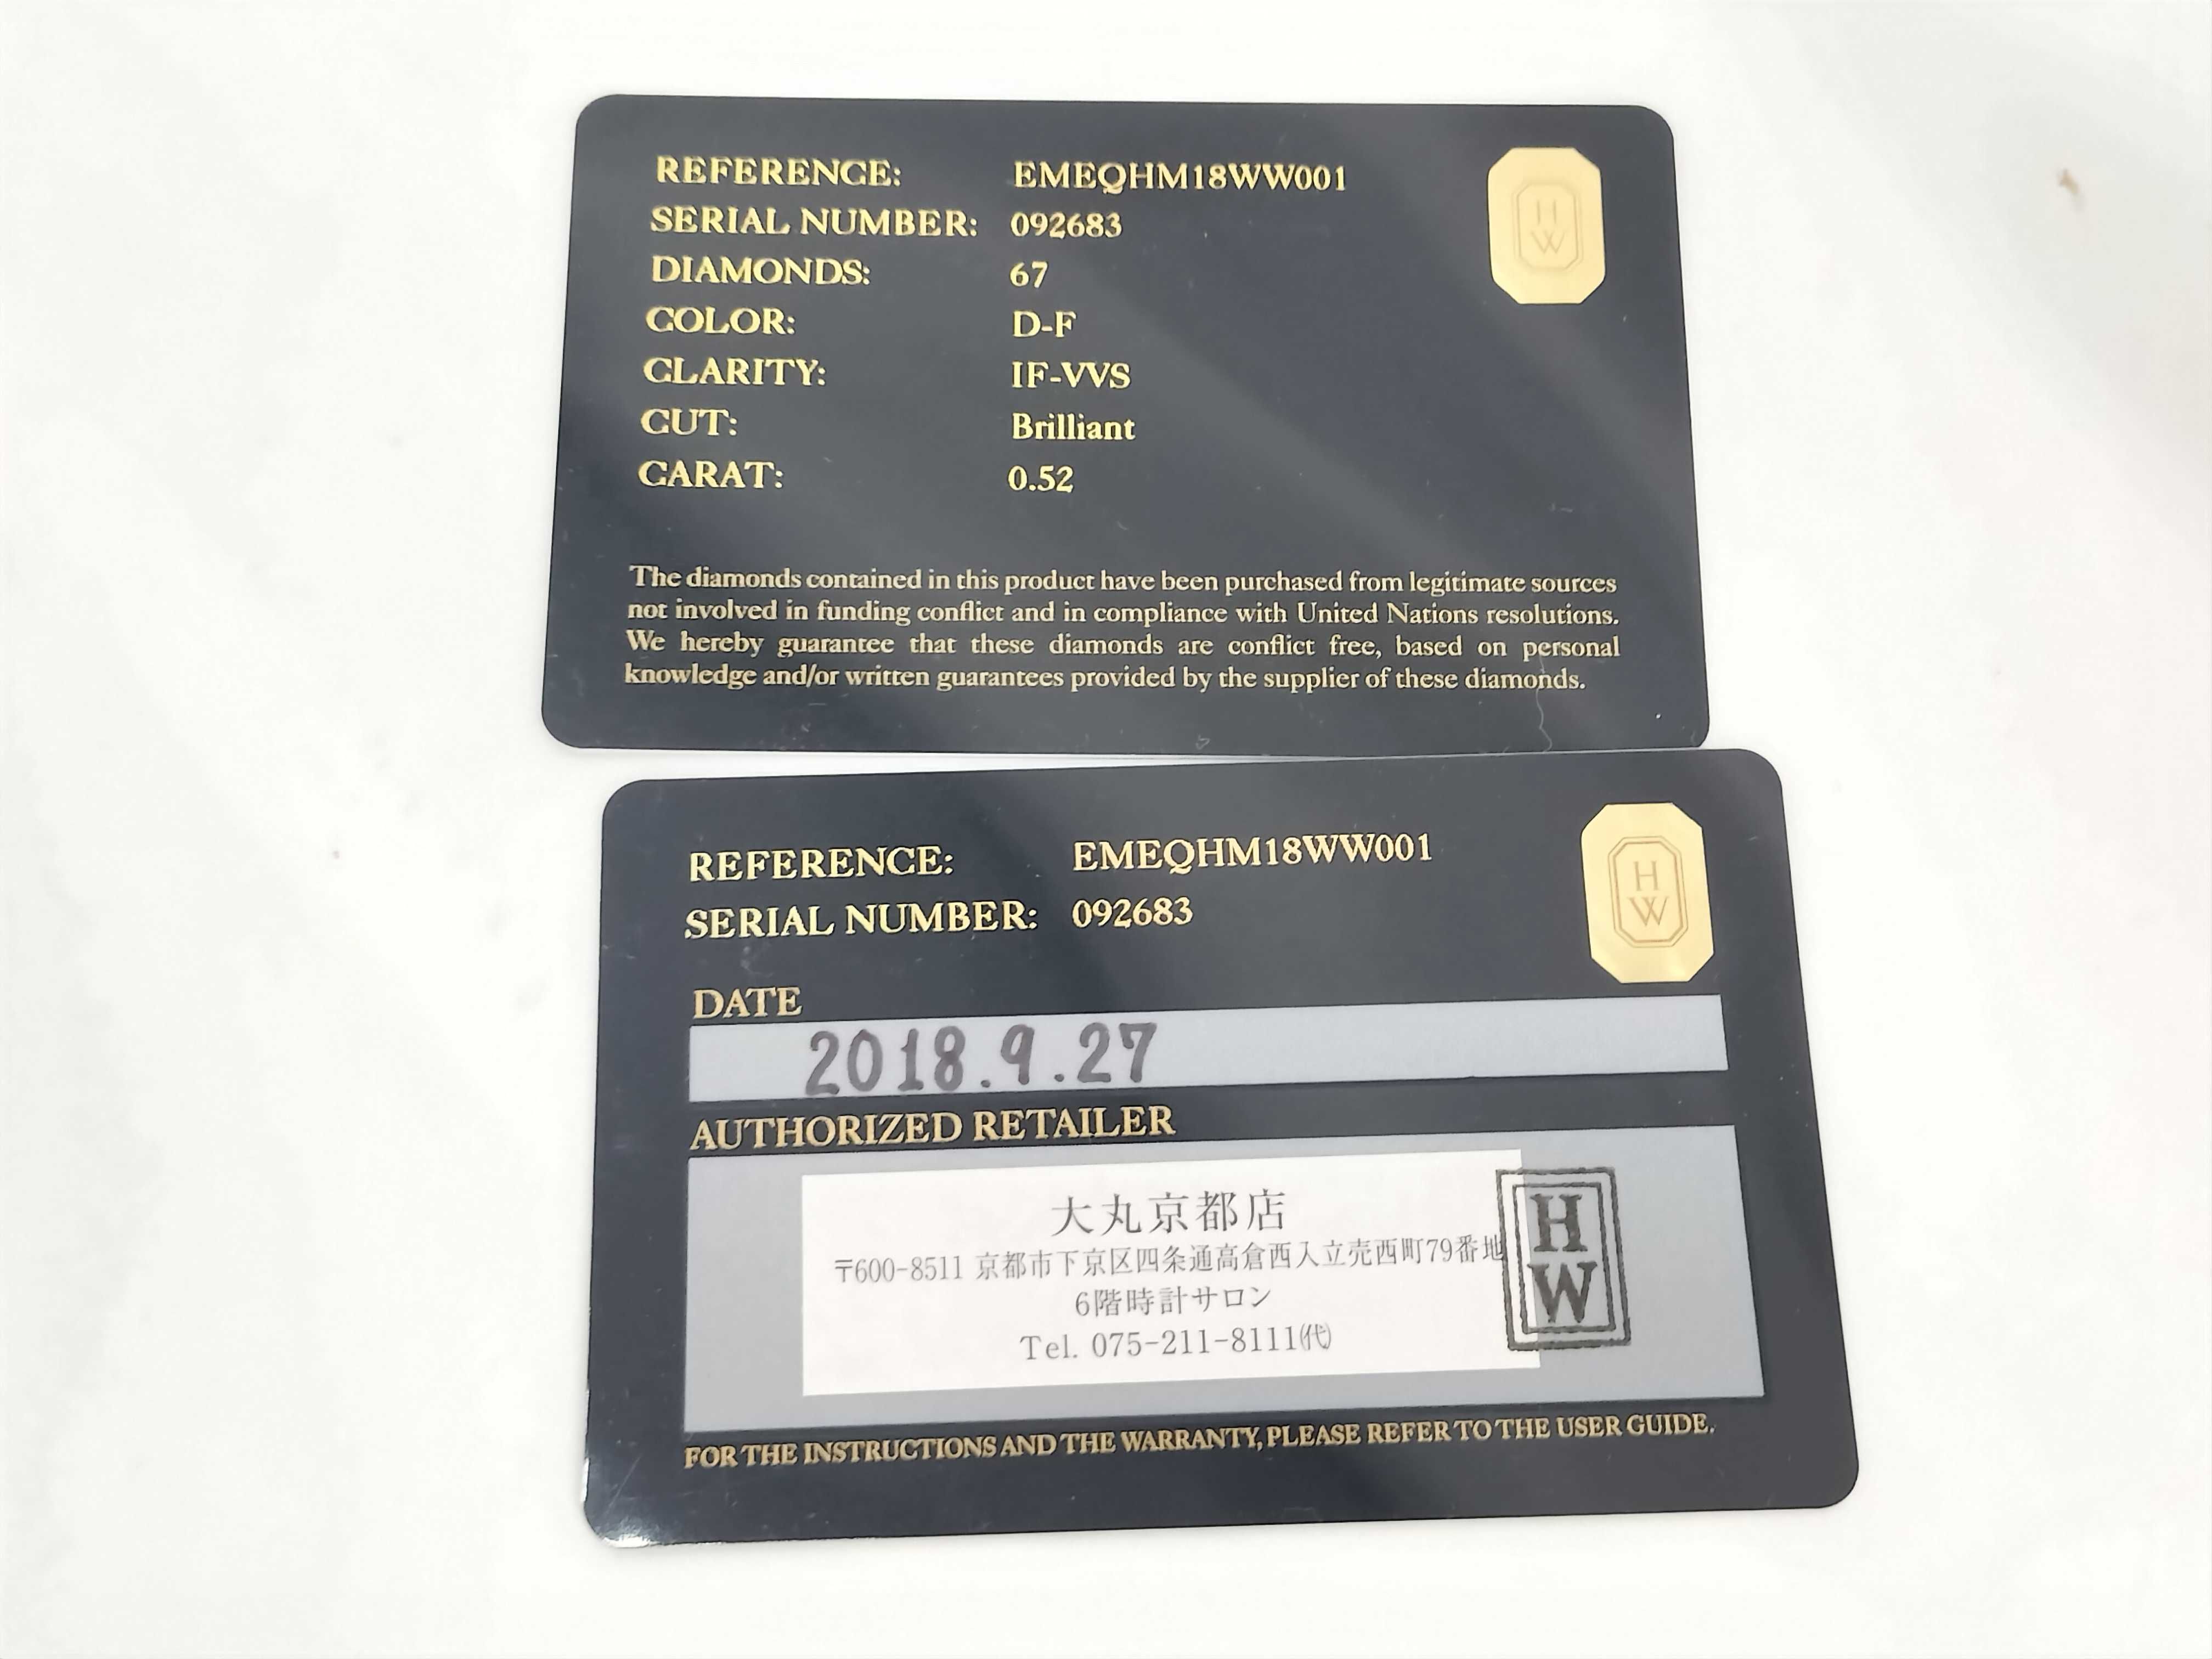 REFERENCE: EMEQHM18WW001
SERIAL NUMBER: 092683
DIAMONDS: 67
COLOR: D-F
CLARITY: IF-VVS
CUT: Brilliant
CARAT: 0.52
H
W
The diamonds contained in this product have been purchased from legitimate sources
not involved in funding conflict and in compliance with United Nations resolutions.
We hereby guarantee that these diamonds are conflict free, based on personal
knowledge and/or written guarantees provided by the supplier of these diamonds.
REFERENCE: EMEQHM18WW001
SERIAL NUMBER: 092683
H
W
DATE
2018.9.27
AUTHORIZED RETAILER
大丸京都店
〒600-8511 京都市下京区四条通高倉西入立売西町79番地
6階時計サロン
Tel. 075-211-8111㈹
H
W
FOR THE INSTRUCTIONS AND THE WARRANTY, PLEASE REFER TO THE USER GUIDE.